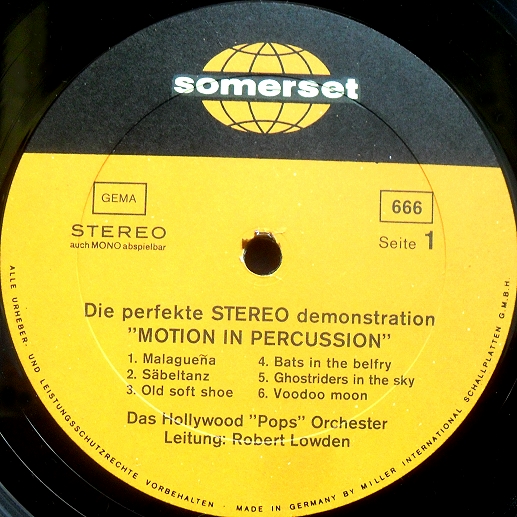 somerset
GEMA
666
STEREO
auch MONO abspielbar
Seite 1
Die perfekte STEREO demonstration
"MOTION IN PERCUSSION"
1. Malagueña
2. Säbeltanz
3. Old soft shoe
4. Bats in the belfry
5. Ghostriders in the sky
6. Voodoo moon
Das Hollywood "Pops" Orchester
Leitung: Robert Lowden
ALLE URHEBER- UND LEISTUNGSSCHUTZRECHTE VORBEHALTEN · MADE IN GERMANY BY MILLER INTERNATIONAL SCHALLPLATTEN G.M.B.H.